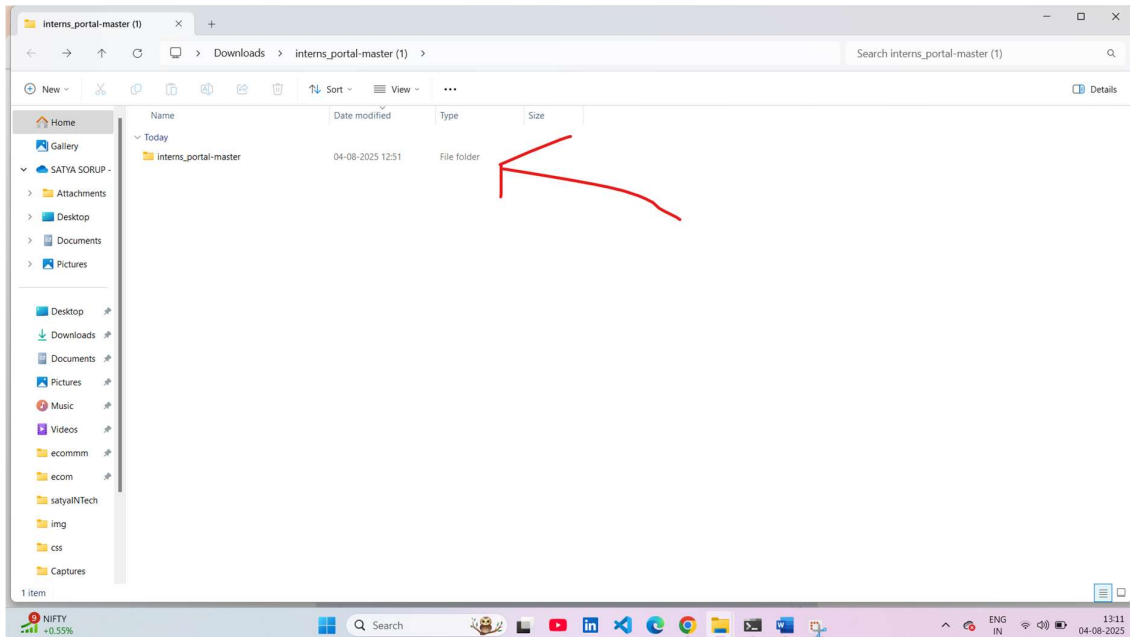 interns_portal-master (1)
Downloads > interns_portal-master (1) >
Search interns_portal-master (1)
New
Sort
View
Details
Name Date modified Type Size
Today
interns_portal-master 04-08-2025 12:51 File folder
Home
Gallery
SATYA SORUP -
Attachments
Desktop
Documents
Pictures
Desktop
Downloads
Documents
Pictures
Music
Videos
ecommm
ecom
satyaINTech
img
css
Captures
1 item
9 NIFTY
+0.55%
Search
ENG
IN
13:11
04-08-2025